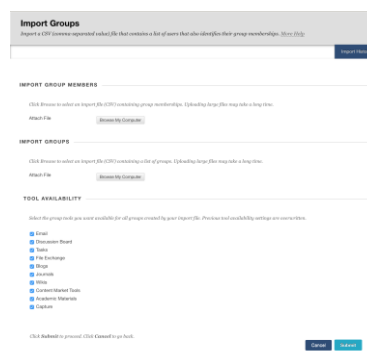 Import Groups
Import a CSV (comma-separated value) file that contains a list of users that also identifies their group memberships. More Help
Import Hist
IMPORT GROUP MEMBERS
Click Browse to select an import file (CSV) containing group memberships. Uploading large files may take a long time.
Attach File
Browse My Computer
IMPORT GROUPS
Click Browse to select an import file (CSV) containing a list of groups. Uploading large files may take a long time.
Attach File
Browse My Computer
TOOL AVAILABILITY
Select the group tools you want available for all groups created by your import file. Previous tool availability settings are overwritten.
Email
Discussion Board
Tasks
File Exchange
Blogs
Journals
Wikis
Content Market Tools
Academic Materials
Capture
Click Submit to proceed. Click Cancel to go back.
Cancel
Submit